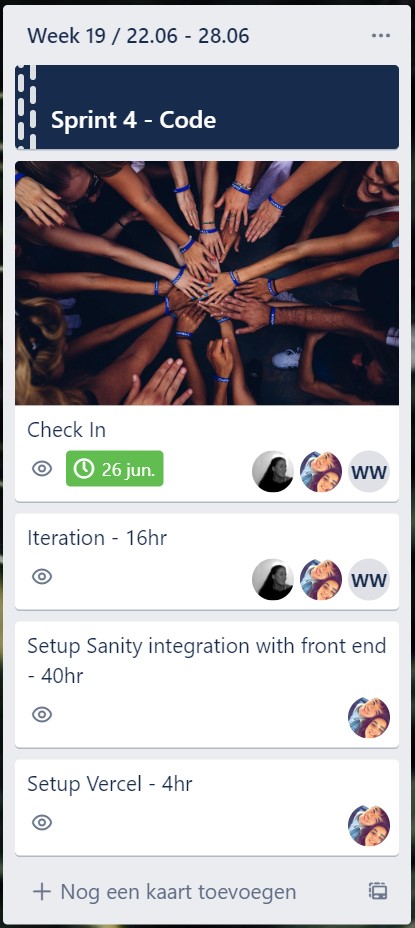 Week 19 / 22.06 - 28.06
Sprint 4 - Code
Check In
26 jun.
WW
Iteration - 16hr
WW
Setup Sanity integration with front end
- 40hr
Setup Vercel - 4hr
Nog een kaart toevoegen